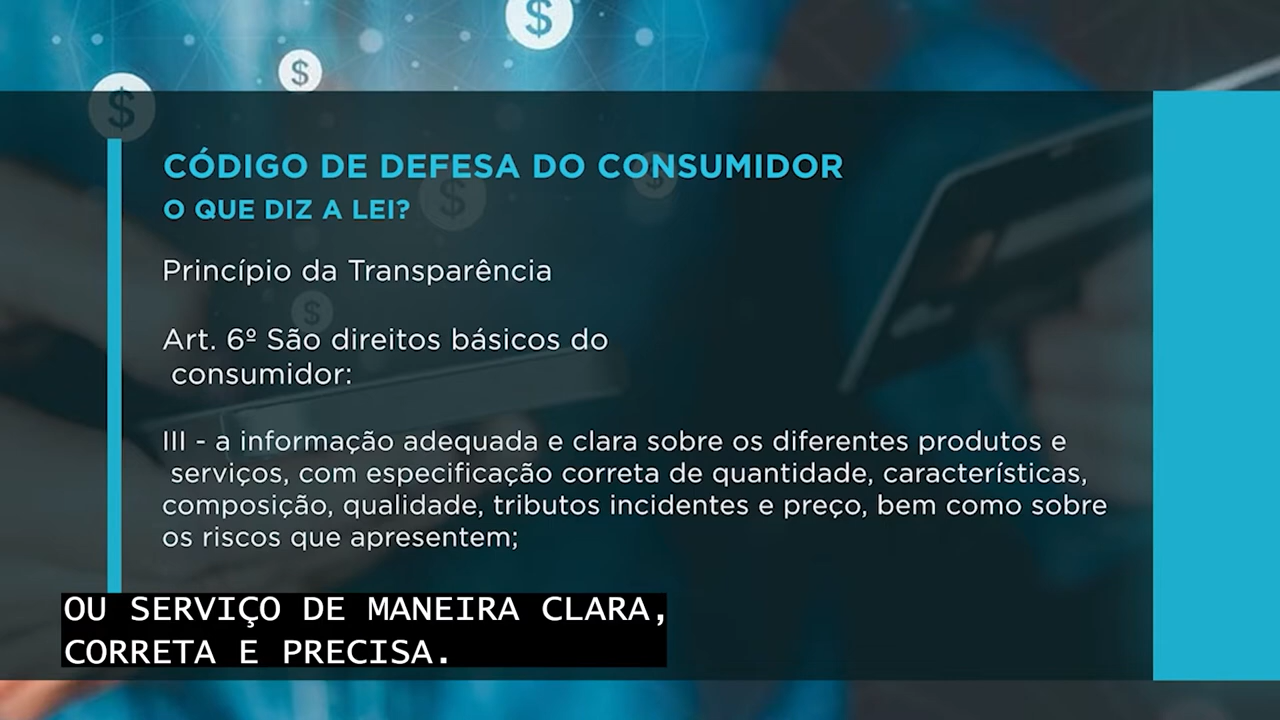 CÓDIGO DE DEFESA DO CONSUMIDOR
O QUE DIZ A LEI?
Princípio da Transparência
Art. 6º São direitos básicos do
consumidor:
III - a informação adequada e clara sobre os diferentes produtos e
serviços, com especificação correta de quantidade, características,
composição, qualidade, tributos incidentes e preço, bem como sobre
os riscos que apresentem;
OU SERVIÇO DE MANEIRA CLARA,
CORRETA E PRECISA.